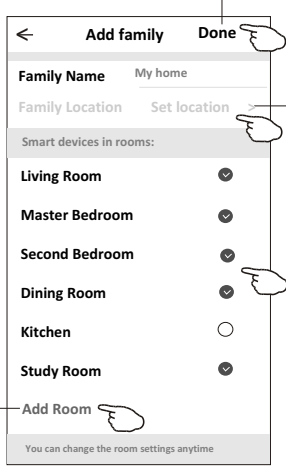 Add family Done
Family Name My home
Family Location Set location >
Smart devices in rooms:
Living Room
Master Bedroom
Second Bedroom
Dining Room
Kitchen
Study Room
Add Room
You can change the room settings anytime